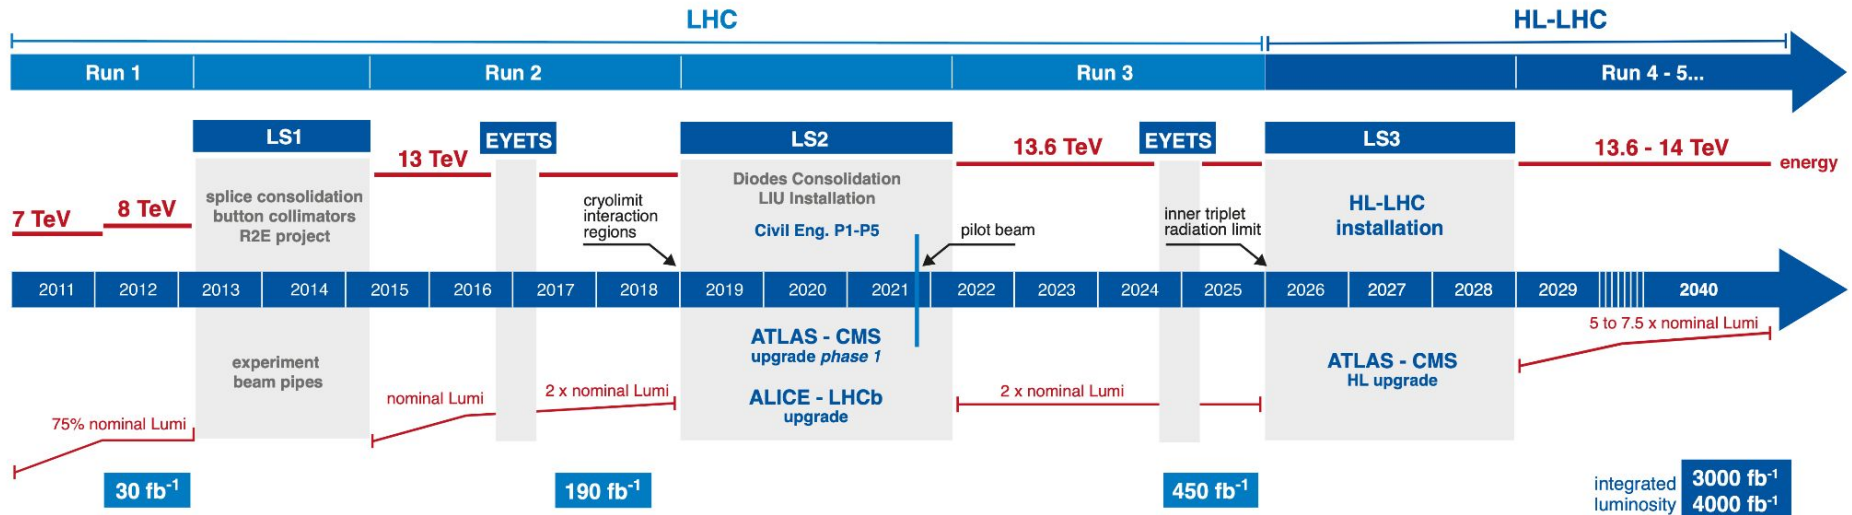 LHC
HL-LHC
Run 1
Run 2
Run 3
Run 4 - 5...
LS1
EYETS
LS2
EYETS
LS3
7 TeV
8 TeV
13 TeV
13.6 TeV
13.6 - 14 TeV
energy
splice consolidation
button collimators
R2E project
cryolimit
interaction
regions
Diodes Consolidation
LIU Installation
Civil Eng. P1-P5
pilot beam
inner triplet
radiation limit
HL-LHC
installation
2011
2012
2013
2014
2015
2016
2017
2018
2019
2020
2021
2022
2023
2024
2025
2026
2027
2028
2029
2040
experiment
beam pipes
75% nominal Lumi
nominal Lumi
2 x nominal Lumi
ATLAS - CMS
upgrade phase 1
ALICE - LHCb
upgrade
2 x nominal Lumi
ATLAS - CMS
HL upgrade
5 to 7.5 x nominal Lumi
30 fb⁻¹
190 fb⁻¹
450 fb⁻¹
integrated
luminosity
3000 fb⁻¹
4000 fb⁻¹